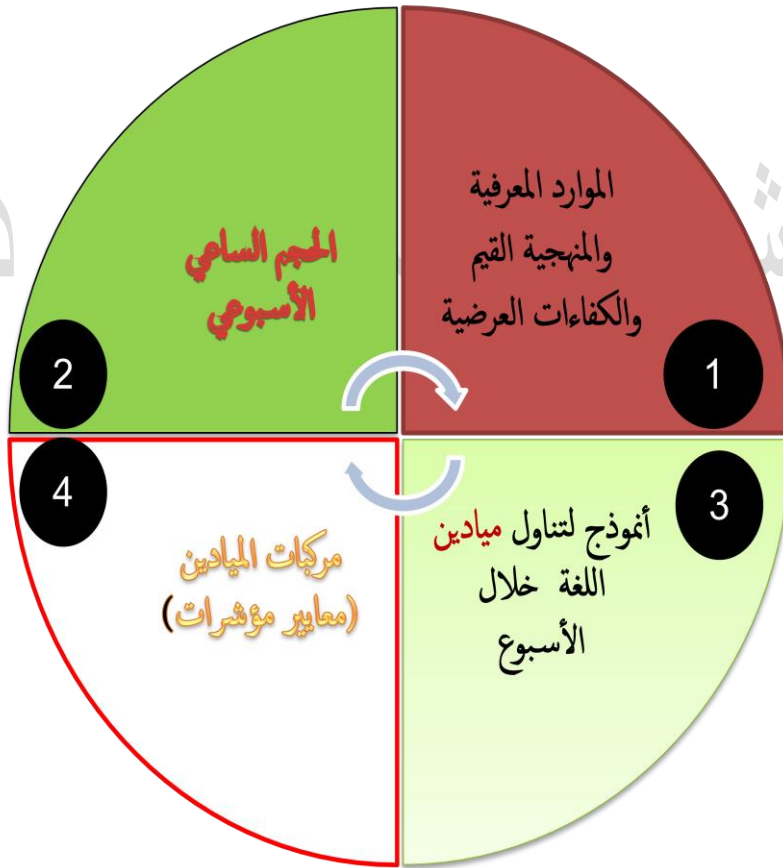 الموارد المعرفية
والمنهجية القيم
والكفاءات العرضية
1
الحجم الساعي
الأسبوعي
2
أنموذج لتناول ميادين
اللغة خلال
الأسبوع
3
مركبات الميادين
(معايير مؤشرات)
4